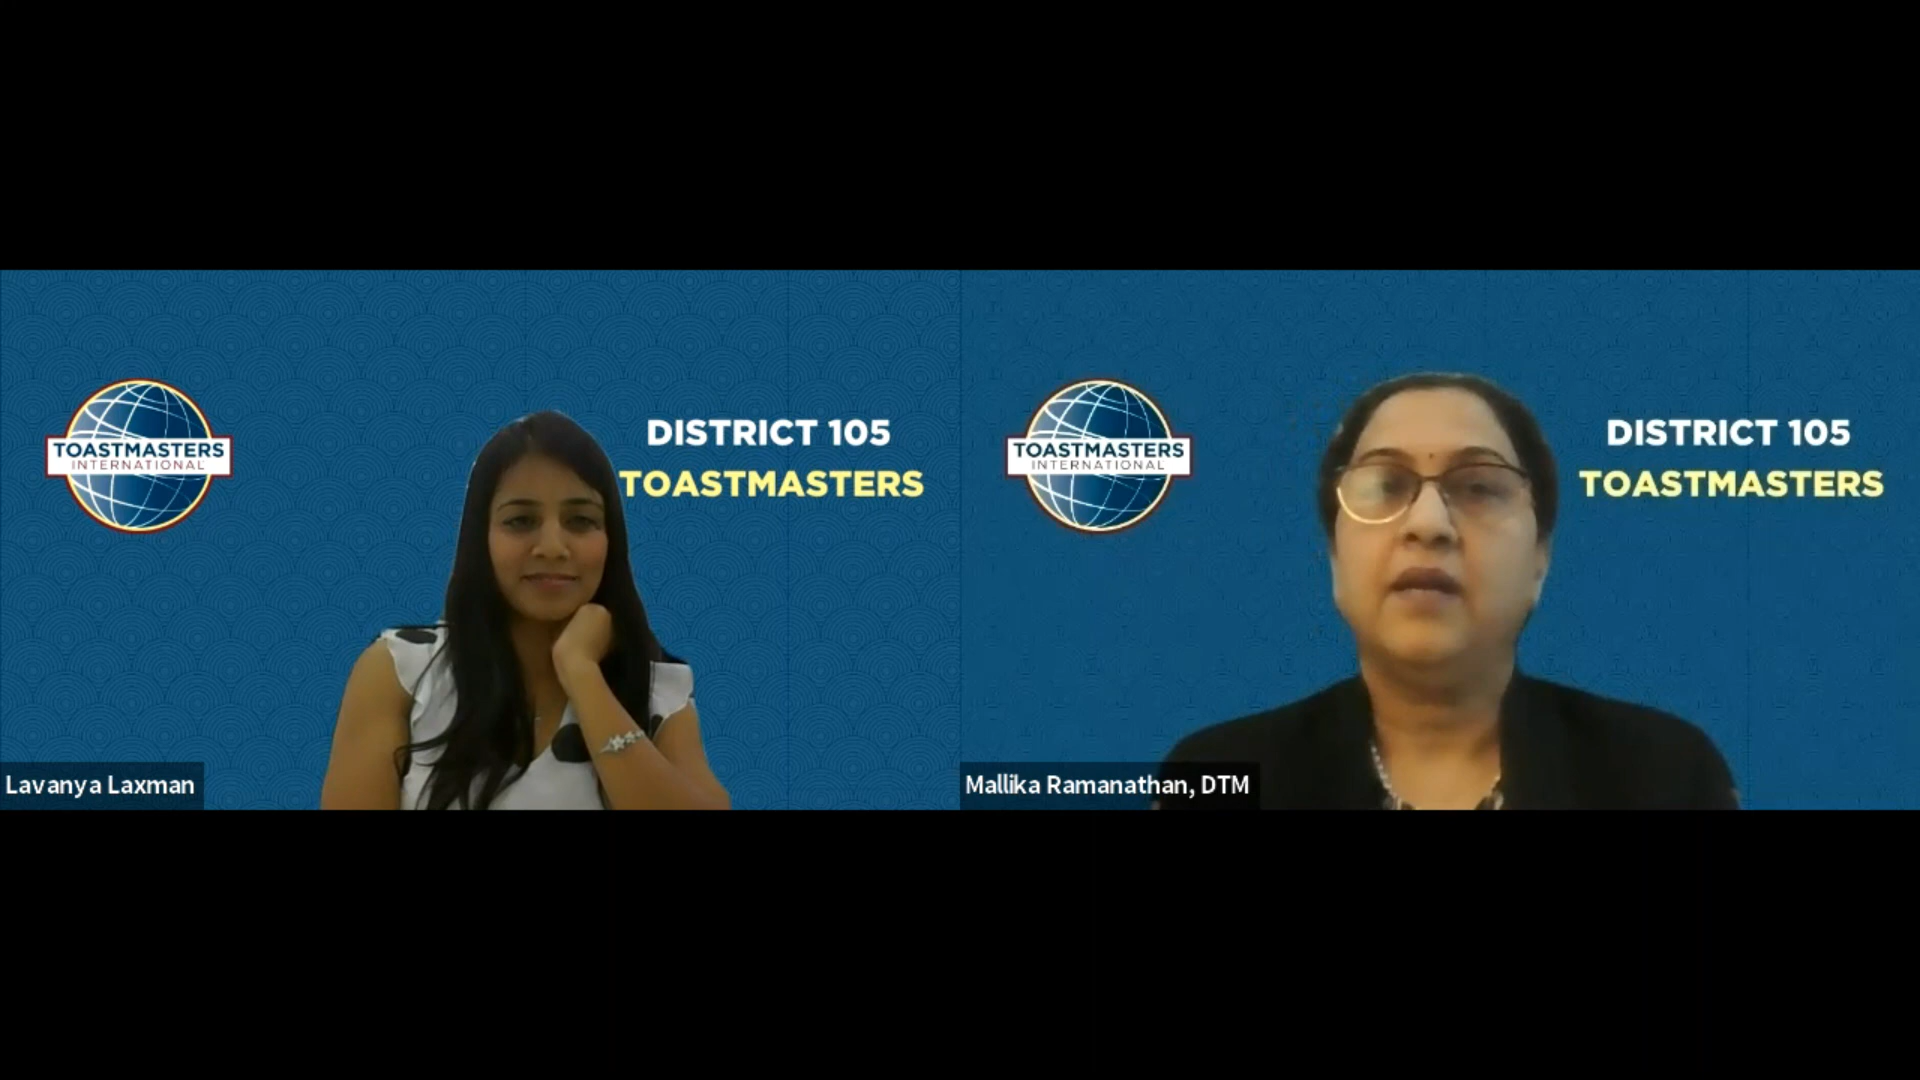 TOASTMASTERS
INTERNATIONAL
DISTRICT 105
TOASTMASTERS
Lavanya Laxman
TOASTMASTERS
INTERNATIONAL
DISTRICT 105
TOASTMASTERS
Mallika Ramanathan, DTM